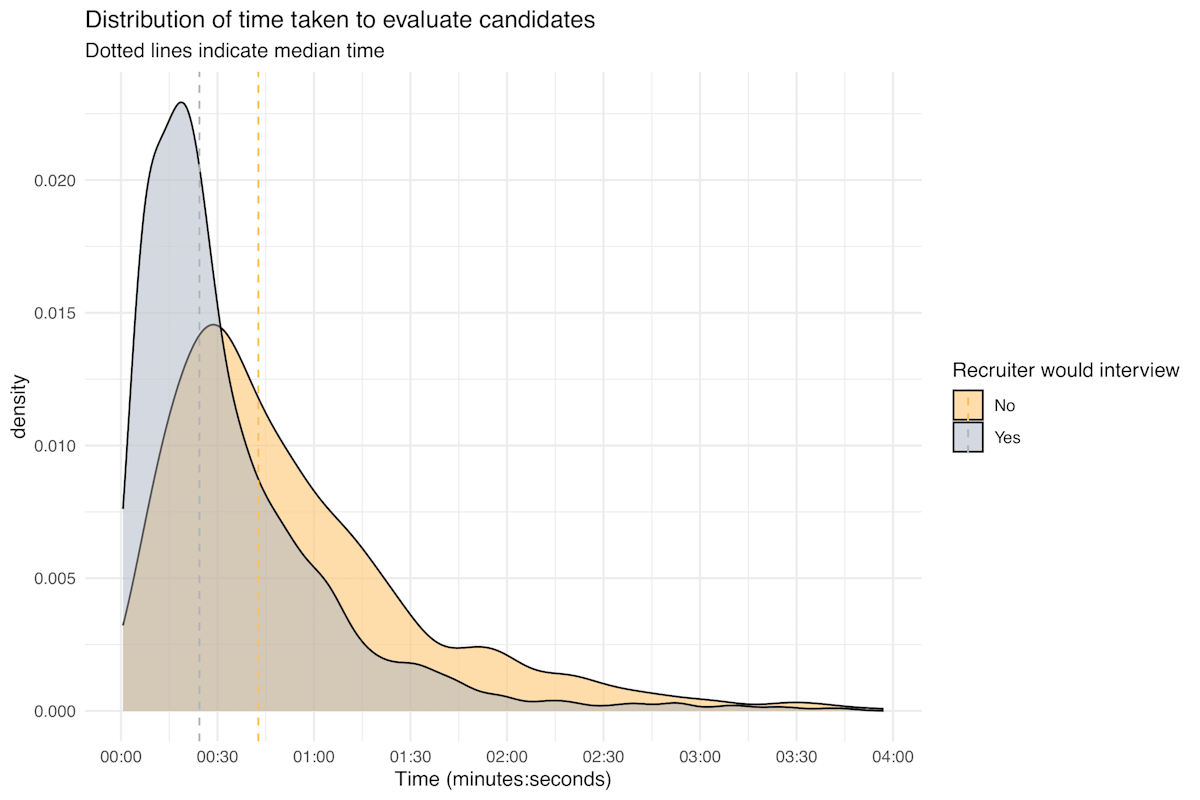 Distribution of time taken to evaluate candidates
Dotted lines indicate median time
density
0.020
0.015
0.010
0.005
0.000
00:00 00:30 01:00 01:30 02:00 02:30 03:00 03:30 04:00
Time (minutes:seconds)
Recruiter would interview
No
Yes